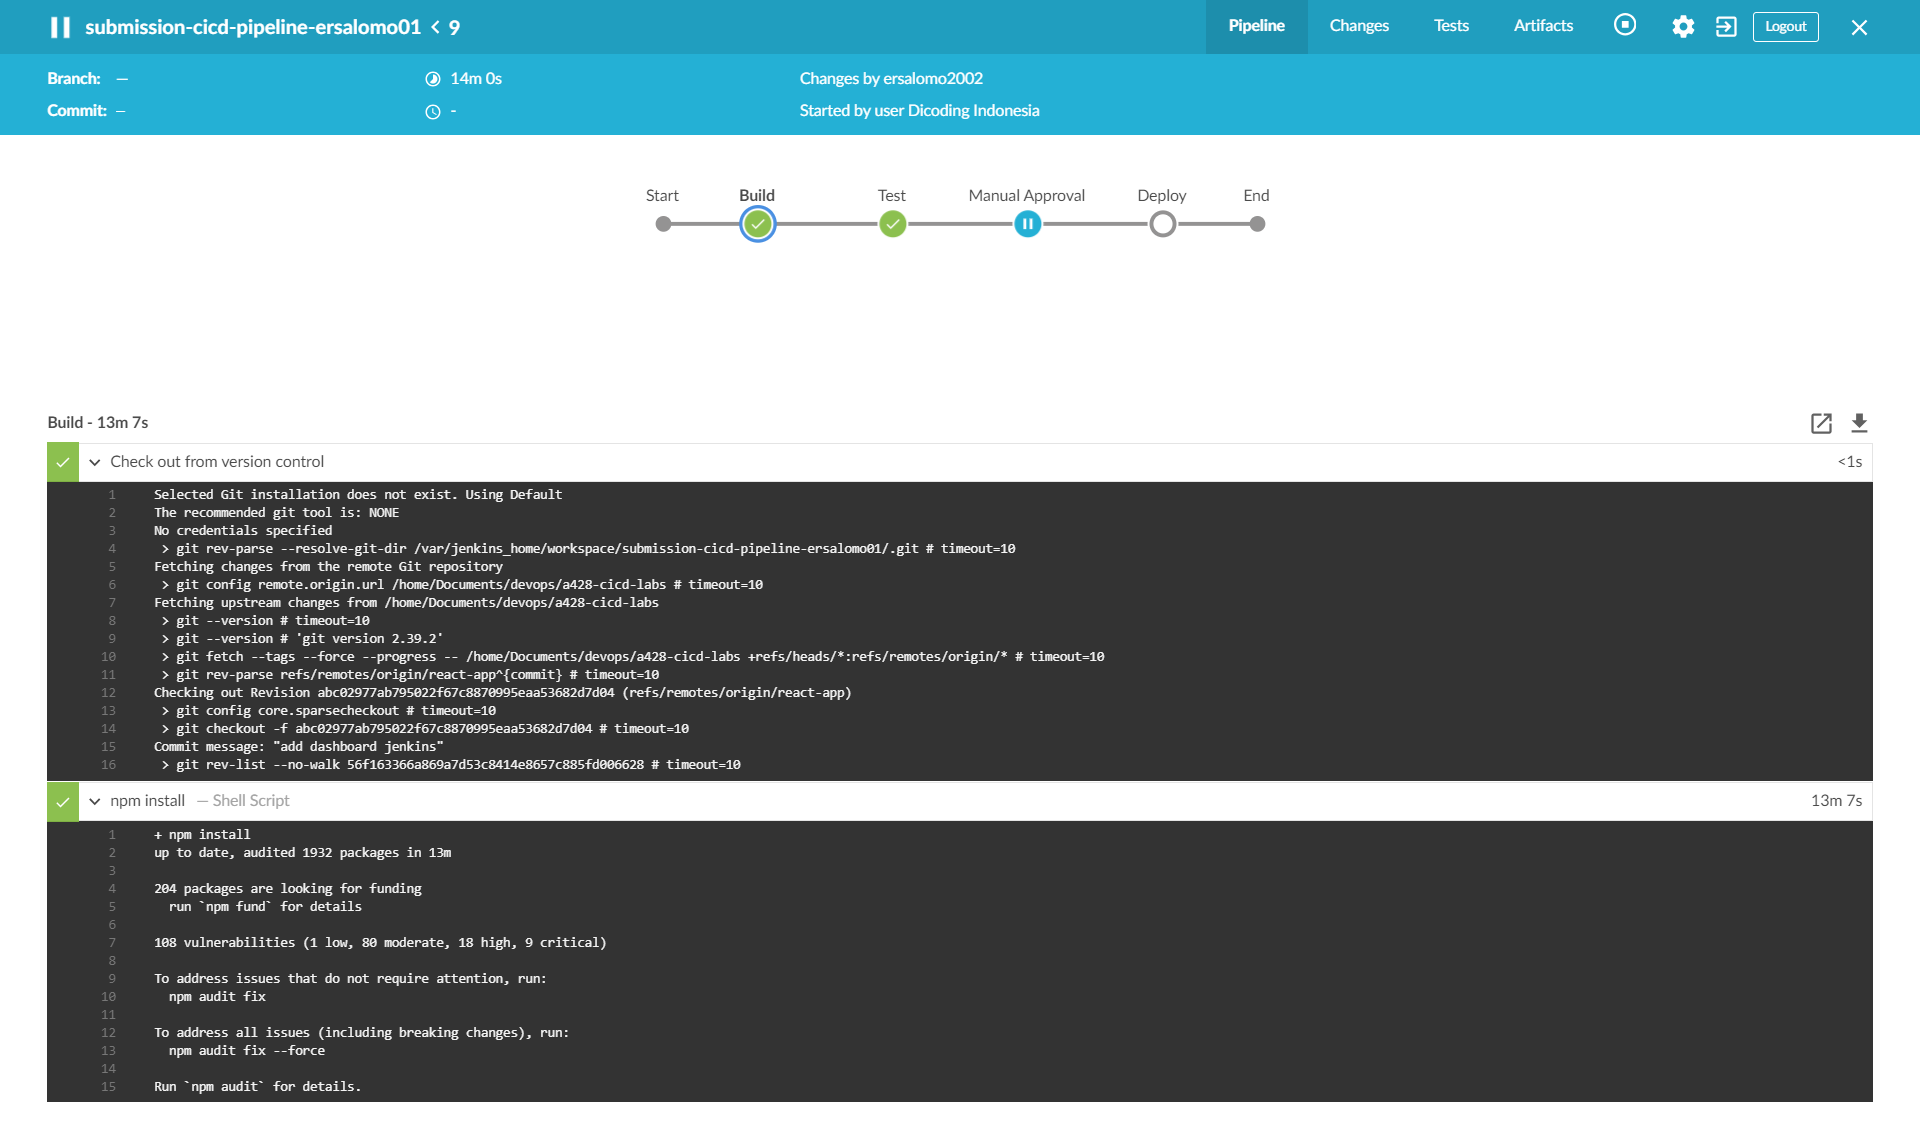 submission-cicd-pipeline-ersalomo01 < 9
Pipeline
Changes
Tests
Artifacts
Logout
Branch: —
14m 0s
Changes by ersalomo2002
Commit: —
-
Started by user Dicoding Indonesia
Start
Build
Test
Manual Approval
Deploy
End
Build - 13m 7s
Check out from version control
<1s
1 Selected Git installation does not exist. Using Default
2 The recommended git tool is: NONE
3 No credentials specified
4 > git rev-parse --resolve-git-dir /var/jenkins_home/workspace/submission-cicd-pipeline-ersalomo01/.git # timeout=10
5 Fetching changes from the remote Git repository
6 > git config remote.origin.url /home/Documents/devops/a428-cicd-labs # timeout=10
7 Fetching upstream changes from /home/Documents/devops/a428-cicd-labs
8 > git --version # timeout=10
9 > git --version # 'git version 2.39.2'
10 > git fetch --tags --force --progress -- /home/Documents/devops/a428-cicd-labs +refs/heads/*:refs/remotes/origin/* # timeout=10
11 > git rev-parse refs/remotes/origin/react-app^{commit} # timeout=10
12 Checking out Revision abc02977ab795022f67c8870995eaa53682d7d04 (refs/remotes/origin/react-app)
13 > git config core.sparsecheckout # timeout=10
14 > git checkout -f abc02977ab795022f67c8870995eaa53682d7d04 # timeout=10
15 Commit message: "add dashboard jenkins"
16 > git rev-list --no-walk 56f163366a869a7d53c8414e8657c885fd006628 # timeout=10
npm install — Shell Script
13m 7s
1 + npm install
2 up to date, audited 1932 packages in 13m
3
4 204 packages are looking for funding
5 run `npm fund` for details
6
7 108 vulnerabilities (1 low, 80 moderate, 18 high, 9 critical)
8
9 To address issues that do not require attention, run:
10 npm audit fix
11
12 To address all issues (including breaking changes), run:
13 npm audit fix --force
14
15 Run `npm audit` for details.